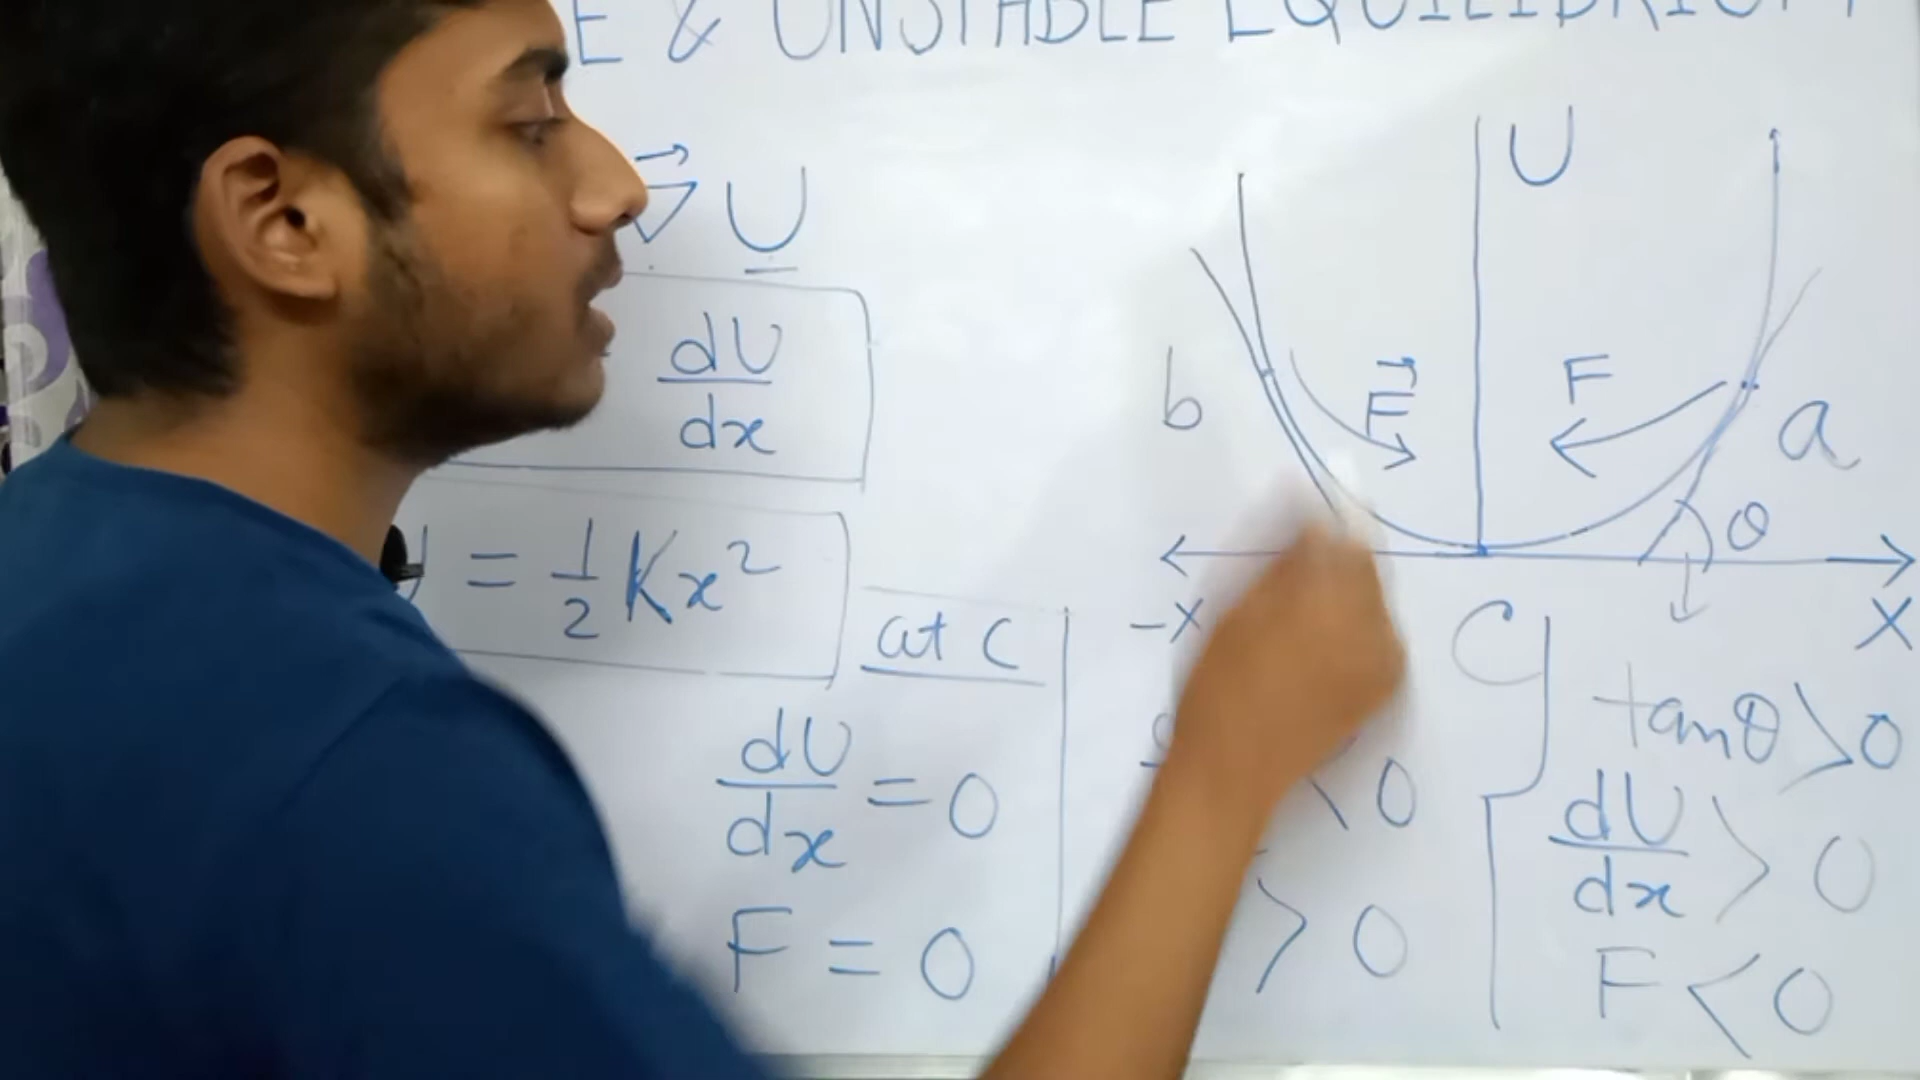 E & UNSTABLE EQUILIBRIUM
∇⃗ U
dU
dx
= 1/2 Kx²
at C
dU/dx = 0
F = 0
U
b
F⃗
F
a
θ
-X
C
X
< 0
> 0
tanθ > 0
dU/dx > 0
F < 0